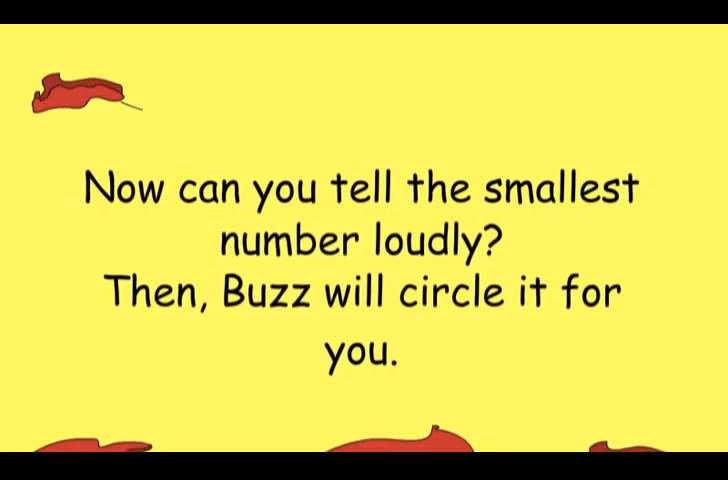 Now can you tell the smallest
number loudly?
Then, Buzz will circle it for
you.